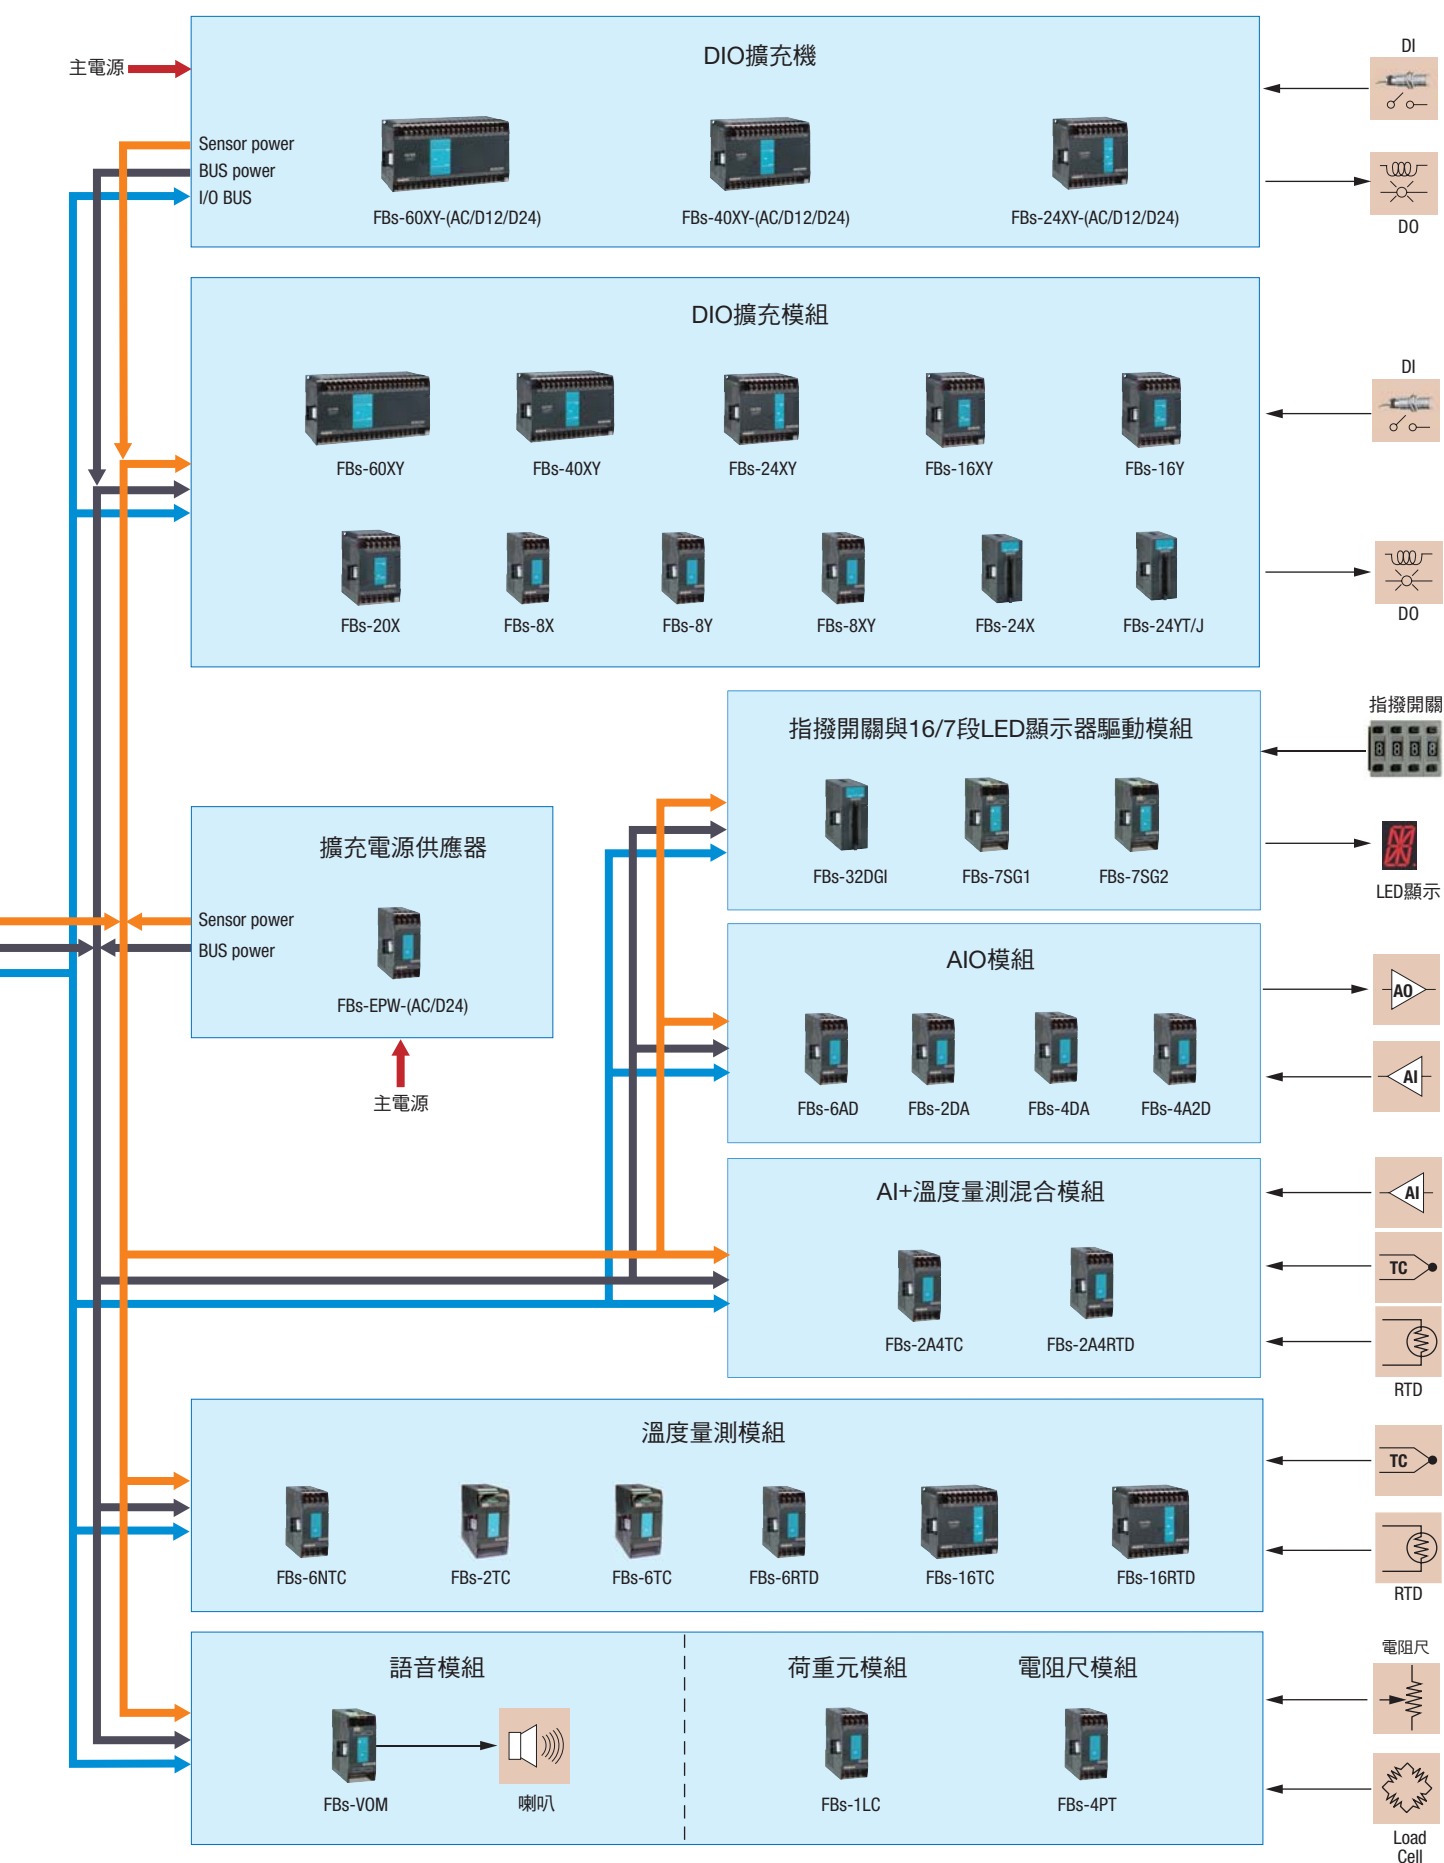 DIO擴充機
主電源
Sensor power
BUS power
I/O BUS
FBs-60XY-(AC/D12/D24)
FBs-40XY-(AC/D12/D24)
FBs-24XY-(AC/D12/D24)
DI
DO
DIO擴充模組
FBs-60XY
FBs-40XY
FBs-24XY
FBs-16XY
FBs-16Y
FBs-20X
FBs-8X
FBs-8Y
FBs-8XY
FBs-24X
FBs-24YT/J
DI
DO
指撥開關與16/7段LED顯示器驅動模組
FBs-32DGI
FBs-7SG1
FBs-7SG2
指撥開關
LED顯示
擴充電源供應器
Sensor power
BUS power
FBs-EPW-(AC/D24)
主電源
AIO模組
FBs-6AD
FBs-2DA
FBs-4DA
FBs-4A2D
AO
AI
AI+溫度量測混合模組
FBs-2A4TC
FBs-2A4RTD
AI
TC
RTD
溫度量測模組
FBs-6NTC
FBs-2TC
FBs-6TC
FBs-6RTD
FBs-16TC
FBs-16RTD
TC
RTD
語音模組
FBs-VOM
喇叭
荷重元模組
FBs-1LC
電阻尺模組
FBs-4PT
電阻尺
Load
Cell